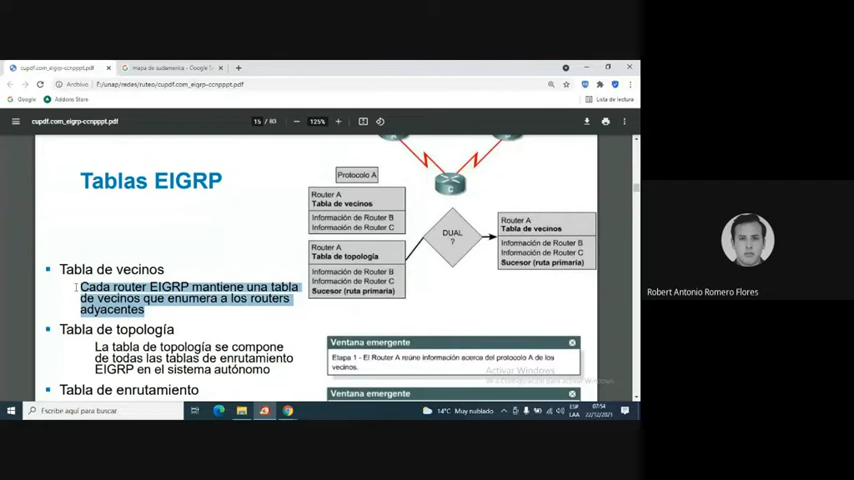 cupdf.com_eigrp-ccnpppt.pdf
mapa de sudamerica - Google S
Archivo
E:/unap/redes/ruteo/cupdf.com_eigrp-ccnpppt.pdf
Google
Addons Store
Lista de lectura
cupdf.com_eigrp-ccnpppt.pdf
15 / 83
125%
Tablas EIGRP
Protocolo A
C
Router A
Tabla de vecinos
Información de Router B
Información de Router C
Router A
Tabla de topología
Información de Router B
Información de Router C
Sucesor (ruta primaria)
DUAL
?
Router A
Tabla de vecinos
Información de Router B
Información de Router C
Sucesor (ruta primaria)
Tabla de vecinos
Cada router EIGRP mantiene una tabla
de vecinos que enumera a los routers
adyacentes
Tabla de topología
La tabla de topología se compone
de todas las tablas de enrutamiento
EIGRP en el sistema autónomo
Tabla de enrutamiento
Ventana emergente
Etapa 1 - El Router A reúne información acerca del protocolo A de los
vecinos.
Activar Windows
Ventana emergente
Robert Antonio Romero Flores
Escribe aquí para buscar
14°C Muy nublado
ESP
LAA
07:54
22/12/2021